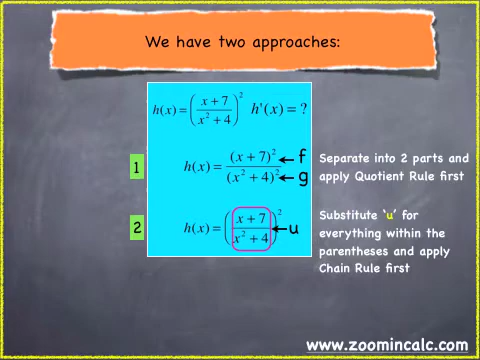 We have two approaches:
h(x) = ((x + 7)/(x² + 4))² h'(x) = ?
1
h(x) = (x + 7)²/(x² + 4)²
f
g
Separate into 2 parts and
apply Quotient Rule first
2
h(x) = ((x + 7)/(x² + 4))²
u
Substitute 'u' for
everything within the
parentheses and apply
Chain Rule first
www.zoomincalc.com